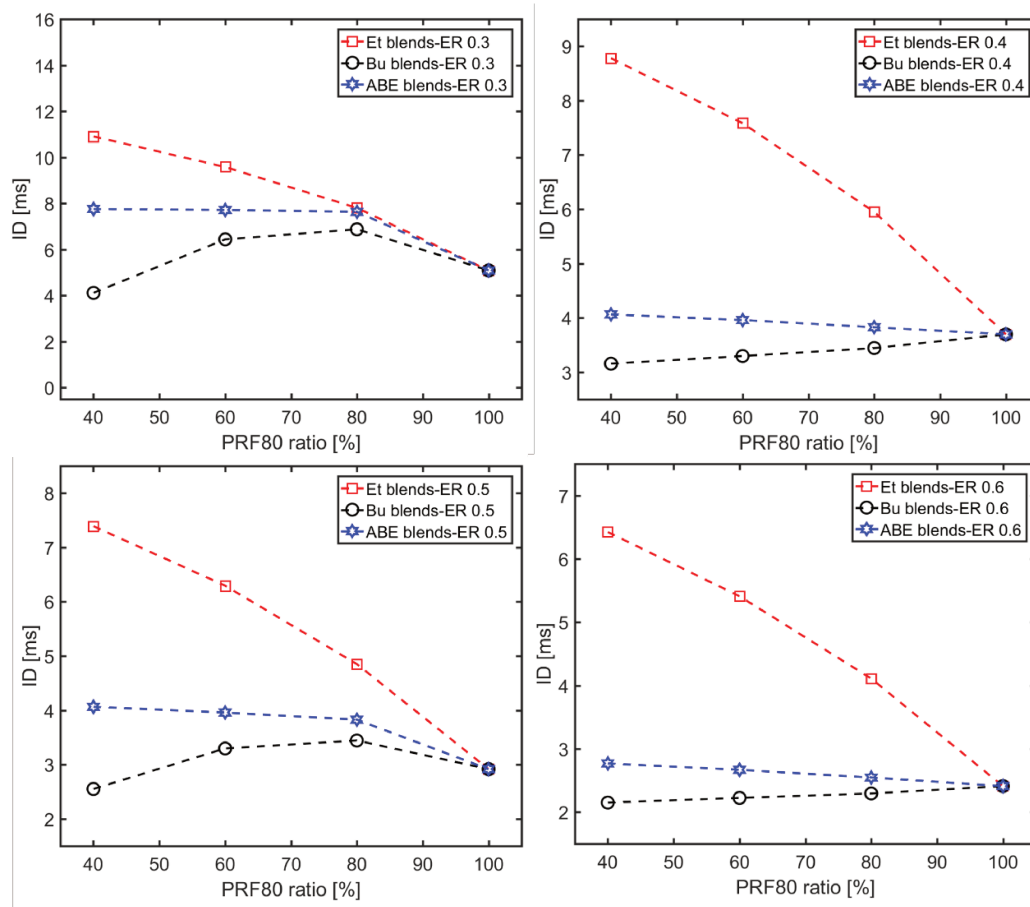 16
14
12
10
8
6
4
2
0
ID [ms]
Et blends-ER 0.3
Bu blends-ER 0.3
ABE blends-ER 0.3
40 50 60 70 80 90 100
PRF80 ratio [%]
9
8
7
6
5
4
3
ID [ms]
Et blends-ER 0.4
Bu blends-ER 0.4
ABE blends-ER 0.4
40 50 60 70 80 90 100
PRF80 ratio [%]
8
7
6
5
4
3
2
ID [ms]
Et blends-ER 0.5
Bu blends-ER 0.5
ABE blends-ER 0.5
40 50 60 70 80 90 100
PRF80 ratio [%]
7
6
5
4
3
2
ID [ms]
Et blends-ER 0.6
Bu blends-ER 0.6
ABE blends-ER 0.6
40 50 60 70 80 90 100
PRF80 ratio [%]